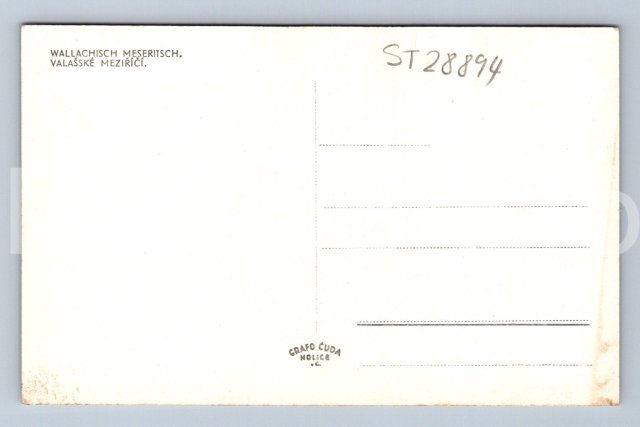 WALLACHISCH MESERITSCH.
VALAŠSKÉ MEZIŘÍČÍ.
ST28894
GRAFO ČUDA
HOLICE